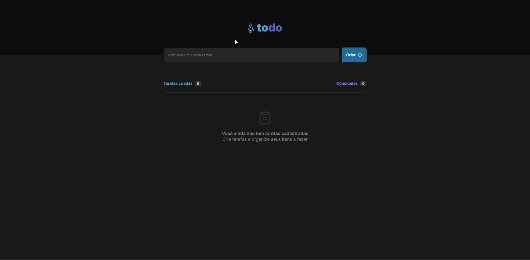 todo
Criar
Tarefas criadas 0
Concluídas 0
Você ainda não tem tarefas cadastradas
Crie tarefas e organize seus itens a fazer